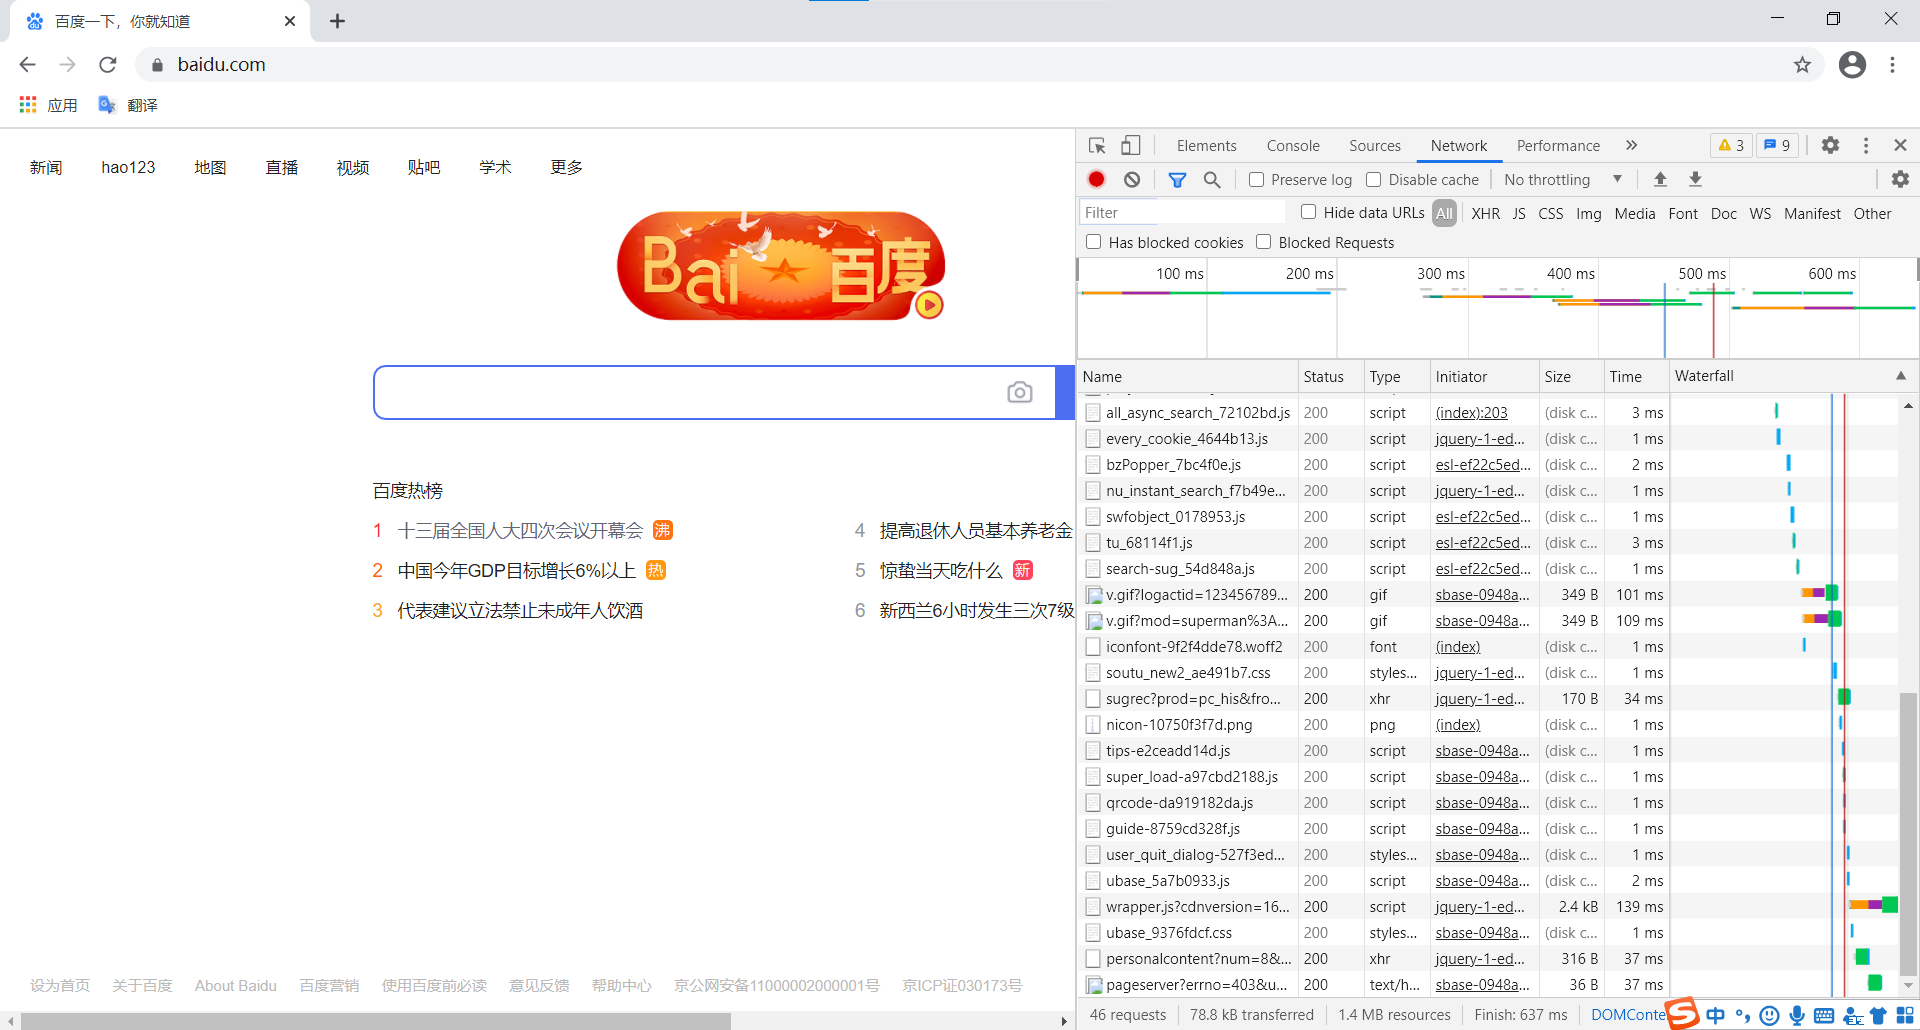 百度一下，你就知道
baidu.com
应用 翻译
新闻 hao123 地图 直播 视频 贴吧 学术 更多
Bai 百度
百度热榜
1 十三届全国人大四次会议开幕会 沸
2 中国今年GDP目标增长6%以上 热
3 代表建议立法禁止未成年人饮酒
4 提高退休人员基本养老金
5 惊蛰当天吃什么 新
6 新西兰6小时发生三次7级
设为首页 关于百度 About Baidu 百度营销 使用百度前必读 意见反馈 帮助中心 京公网安备11000002000001号 京ICP证030173号
Elements Console Sources Network Performance » 3 9
Preserve log Disable cache No throttling
Filter Hide data URLs All XHR JS CSS Img Media Font Doc WS Manifest Other
Has blocked cookies Blocked Requests
100 ms 200 ms 300 ms 400 ms 500 ms 600 ms
Name Status Type Initiator Size Time Waterfall
all_async_search_72102bd.js 200 script (index):203 (disk c... 3 ms
every_cookie_4644b13.js 200 script jquery-1-ed... (disk c... 1 ms
bzPopper_7bc4f0e.js 200 script esl-ef22c5ed... (disk c... 2 ms
nu_instant_search_f7b49e... 200 script jquery-1-ed... (disk c... 1 ms
swfobject_0178953.js 200 script esl-ef22c5ed... (disk c... 1 ms
tu_68114f1.js 200 script esl-ef22c5ed... (disk c... 3 ms
search-sug_54d848a.js 200 script esl-ef22c5ed... (disk c... 1 ms
v.gif?logactid=123456789... 200 gif sbase-0948a... 349 B 101 ms
v.gif?mod=superman%3A... 200 gif sbase-0948a... 349 B 109 ms
iconfont-9f2f4dde78.woff2 200 font (index) (disk c... 1 ms
soutu_new2_ae491b7.css 200 styles... jquery-1-ed... (disk c... 1 ms
sugrec?prod=pc_his&fro... 200 xhr jquery-1-ed... 170 B 34 ms
nicon-10750f3f7d.png 200 png (index) (disk c... 1 ms
tips-e2ceadd14d.js 200 script sbase-0948a... (disk c... 1 ms
super_load-a97cbd2188.js 200 script sbase-0948a... (disk c... 1 ms
qrcode-da919182da.js 200 script sbase-0948a... (disk c... 1 ms
guide-8759cd328f.js 200 script sbase-0948a... (disk c... 1 ms
user_quit_dialog-527f3ed... 200 styles... sbase-0948a... (disk c... 1 ms
ubase_5a7b0933.js 200 script sbase-0948a... (disk c... 2 ms
wrapper.js?cdnversion=16... 200 script jquery-1-ed... 2.4 kB 139 ms
ubase_9376fdcf.css 200 styles... sbase-0948a... (disk c... 1 ms
personalcontent?num=8&... 200 xhr jquery-1-ed... 316 B 37 ms
pageserver?errno=403&u... 200 text/h... sbase-0948a... 36 B 37 ms
46 requests 78.8 kB transferred 1.4 MB resources Finish: 637 ms DOMConte
中